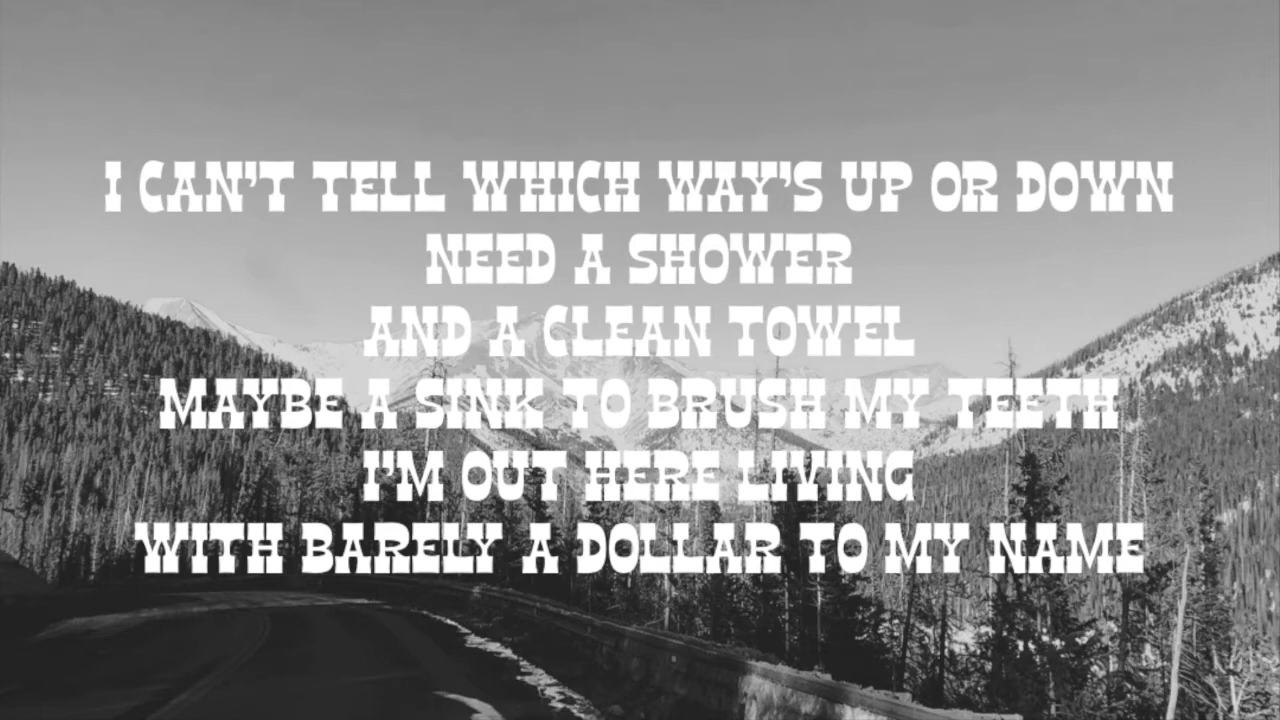 I CAN'T TELL WHICH WAY'S UP OR DOWN
NEED A SHOWER
AND A CLEAN TOWEL
MAYBE A SINK TO BRUSH MY TEETH
I'M OUT HERE LIVING
WITH BARELY A DOLLAR TO MY NAME